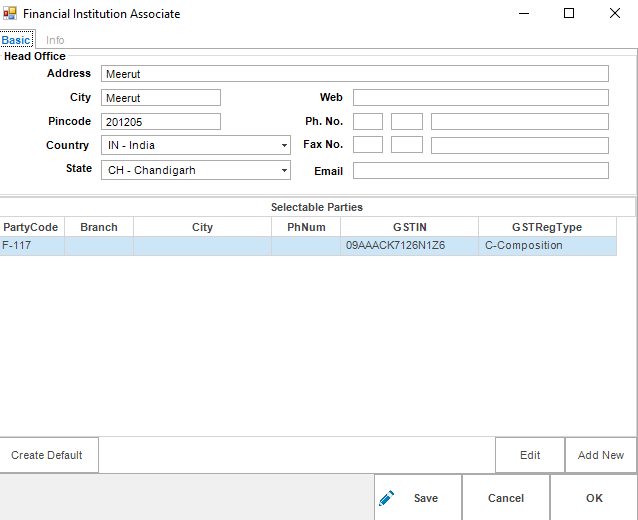 Financial Institution Associate
Basic Info
Head Office
Address Meerut
City Meerut Web
Pincode 201205 Ph. No.
Country IN - India Fax No.
State CH - Chandigarh Email
Selectable Parties
PartyCode Branch City PhNum GSTIN GSTRegType
F-117 09AAACK7126N1Z6 C-Composition
Create Default Edit Add New
Save Cancel OK